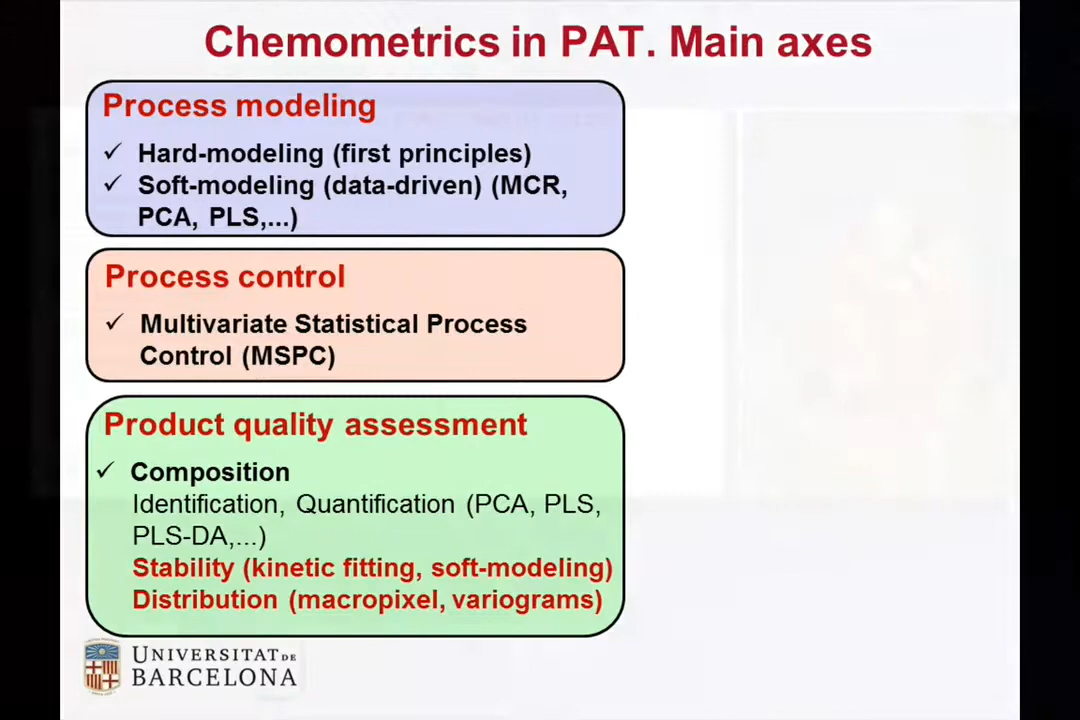 Chemometrics in PAT. Main axes
Process modeling
✓ Hard-modeling (first principles)
✓ Soft-modeling (data-driven) (MCR,
PCA, PLS,...)
Process control
✓ Multivariate Statistical Process
Control (MSPC)
Product quality assessment
✓ Composition
Identification, Quantification (PCA, PLS,
PLS-DA,...)
Stability (kinetic fitting, soft-modeling)
Distribution (macropixel, variograms)
UNIVERSITAT DE
BARCELONA